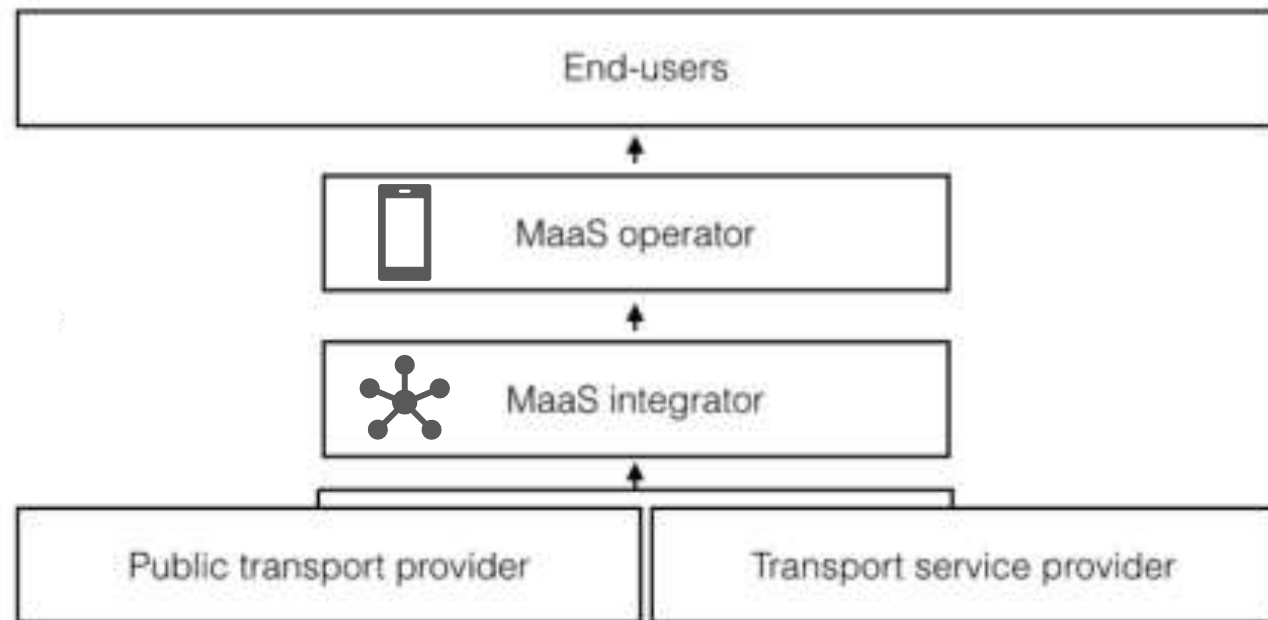 End-users
MaaS operator
MaaS integrator
Public transport provider
Transport service provider